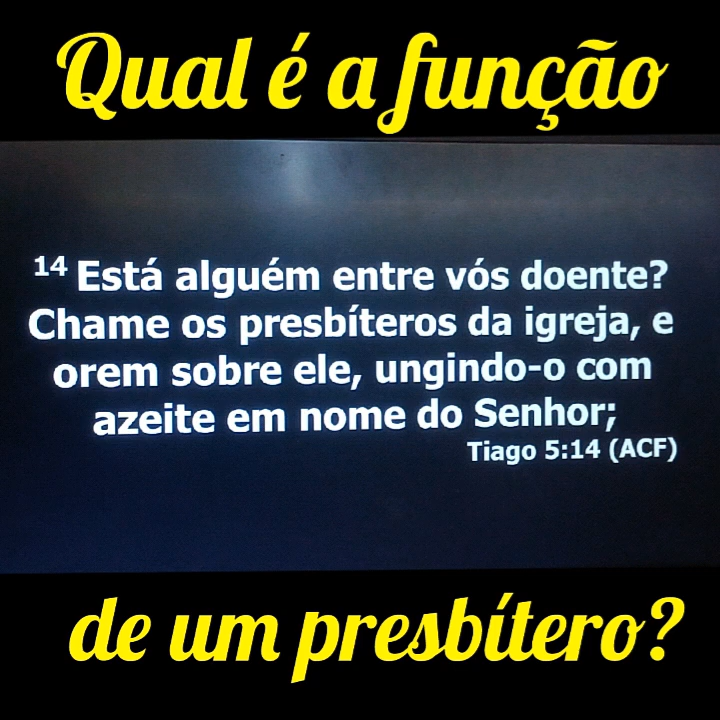 Qual é a função
14 Está alguém entre vós doente?
Chame os presbíteros da igreja, e
orem sobre ele, ungindo-o com
azeite em nome do Senhor;
Tiago 5:14 (ACF)
de um presbítero?